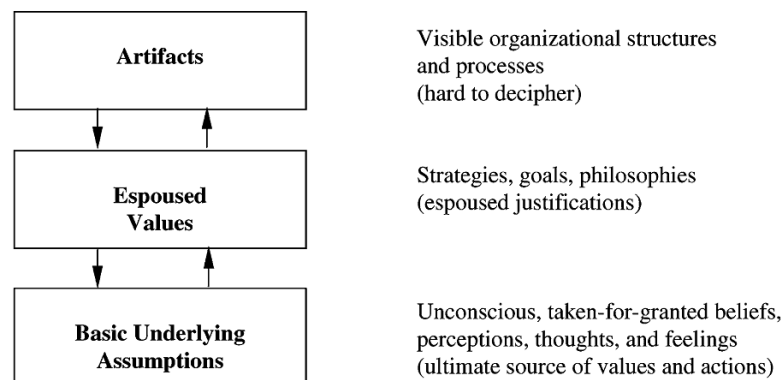 Artifacts
Visible organizational structures
and processes
(hard to decipher)
Espoused
Values
Strategies, goals, philosophies
(espoused justifications)
Basic Underlying
Assumptions
Unconscious, taken-for-granted beliefs,
perceptions, thoughts, and feelings
(ultimate source of values and actions)